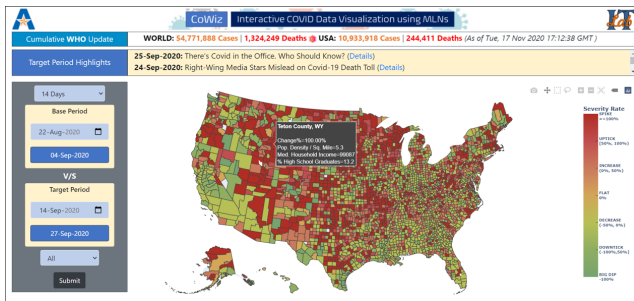 CoWiz Interactive COVID Data Visualization using MLNs
IT Lab
Cumulative WHO Update
WORLD: 54,771,888 Cases | 1,324,249 Deaths USA: 10,933,918 Cases | 244,411 Deaths (As of Tue, 17 Nov 2020 17:12:38 GMT )
Target Period Highlights
25-Sep-2020: There's Covid in the Office. Who Should Know? (Details)
24-Sep-2020: Right-Wing Media Stars Mislead on Covid-19 Death Toll (Details)
14 Days
Base Period
22-Aug-2020
04-Sep-2020
V/S
Target Period
14-Sep-2020
27-Sep-2020
All
Submit
Teton County, WY
Change%=100.00%
Pop. Density / Sq. Mile=5.3
Med. Household Income=99087
% High School Graduates=13.2
Severity Rate
SPIKE
>=100%
UPTICK
[50%, 100%)
INCREASE
(0%, 50%)
FLAT
0%
DECREASE
(-50%, 0%)
DOWNTICK
(-100%,50%]
BIG DIP
-100%